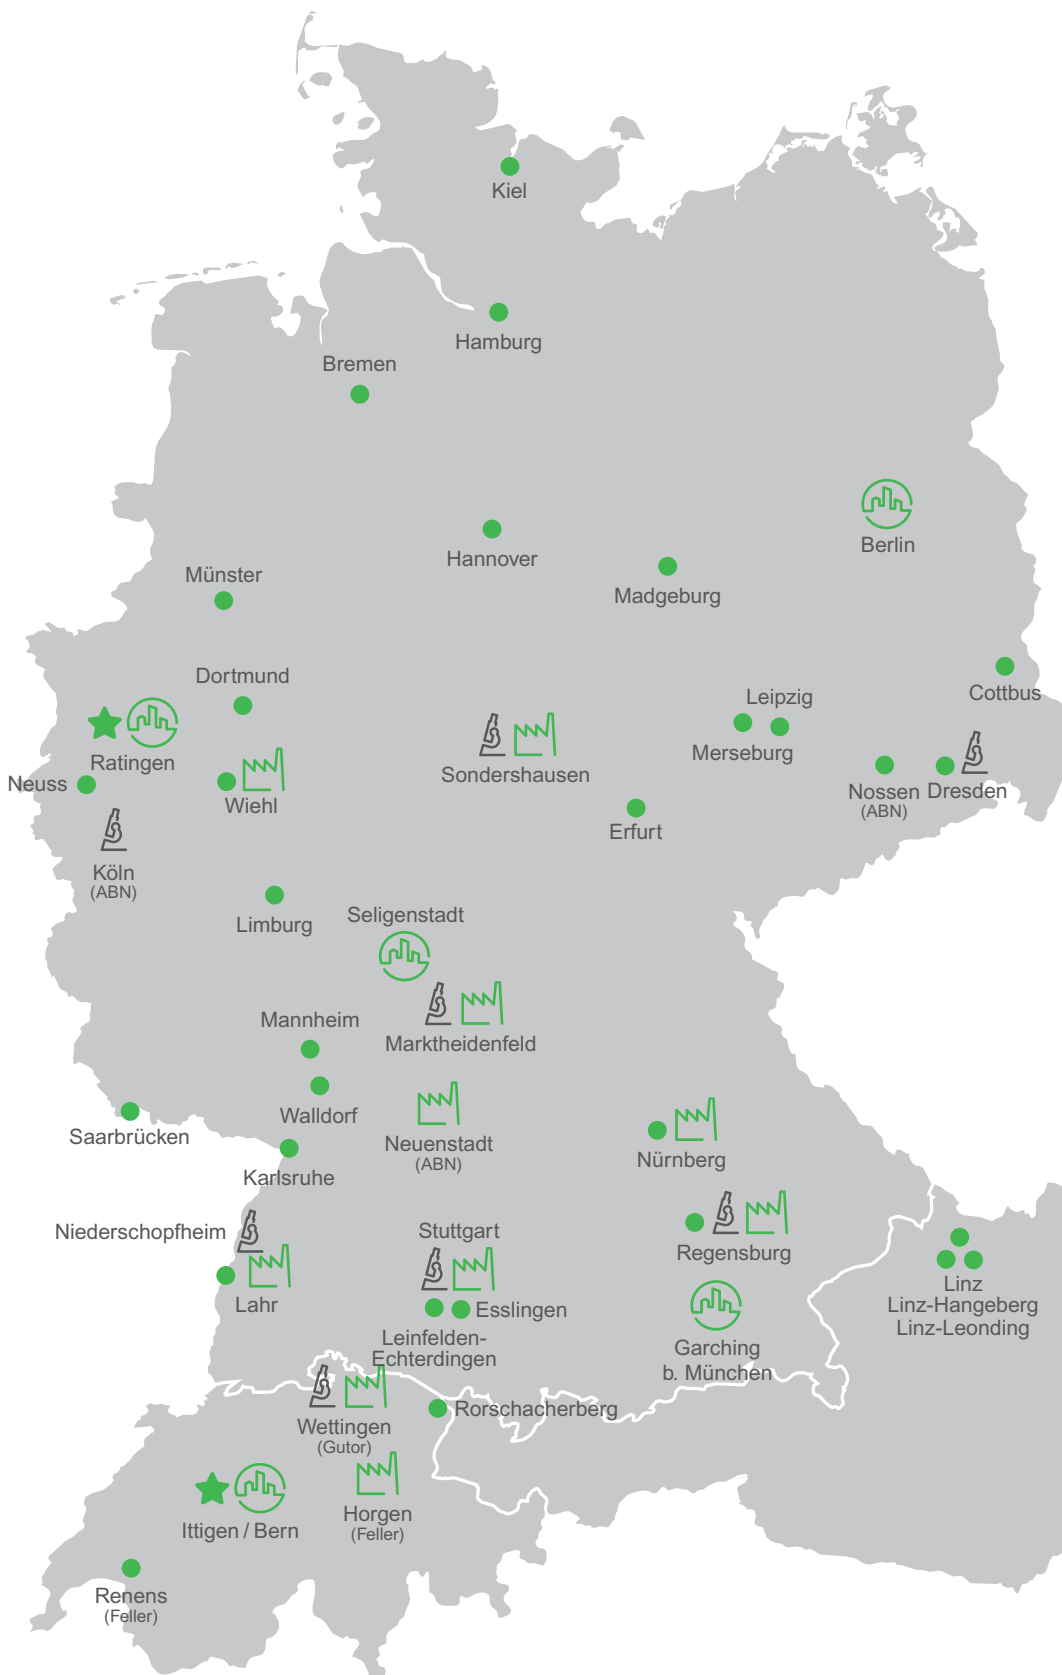 Kiel
Hamburg
Bremen
Berlin
Hannover
Münster
Madgeburg
Dortmund
Cottbus
Leipzig
Ratingen
Merseburg
Sondershausen
Neuss
Wiehl
Nossen
(ABN)
Dresden
Erfurt
Köln
(ABN)
Limburg
Seligenstadt
Mannheim
Marktheidenfeld
Walldorf
Saarbrücken
Neuenstadt
(ABN)
Nürnberg
Karlsruhe
Niederschopfheim
Stuttgart
Regensburg
Linz
Linz-Hangeberg
Linz-Leonding
Lahr
Esslingen
Leinfelden-
Echterdingen
Garching
b. München
Rorschacherberg
Wettingen
(Gutor)
Horgen
(Feller)
Ittigen / Bern
Renens
(Feller)